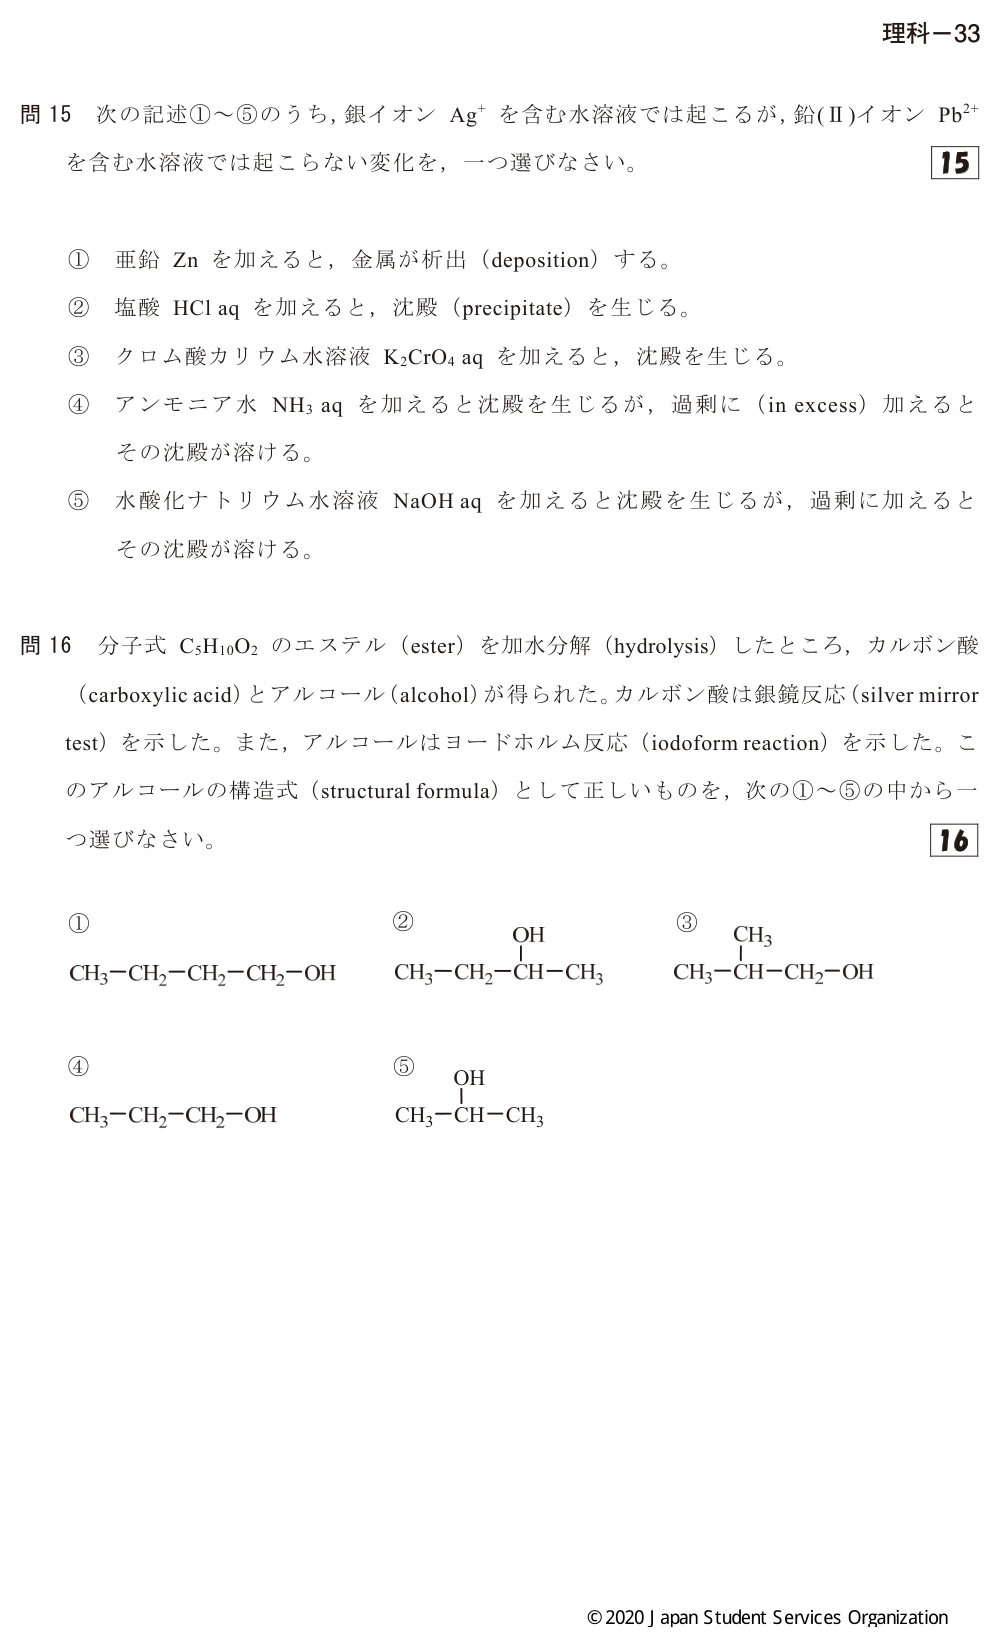 理科－33
問 15　次の記述①～⑤のうち, 銀イオン Ag⁺ を含む水溶液では起こるが, 鉛(Ⅱ)イオン Pb²⁺
を含む水溶液では起こらない変化を，一つ選びなさい。 15
① 亜鉛 Zn を加えると，金属が析出（deposition）する。
② 塩酸 HCl aq を加えると，沈殿（precipitate）を生じる。
③ クロム酸カリウム水溶液 K₂CrO₄ aq を加えると，沈殿を生じる。
④ アンモニア水 NH₃ aq を加えると沈殿を生じるが，過剰に（in excess）加えると
その沈殿が溶ける。
⑤ 水酸化ナトリウム水溶液 NaOH aq を加えると沈殿を生じるが，過剰に加えると
その沈殿が溶ける。
問 16　分子式 C₅H₁₀O₂ のエステル（ester）を加水分解（hydrolysis）したところ，カルボン酸
（carboxylic acid）とアルコール（alcohol）が得られた。カルボン酸は銀鏡反応（silver mirror
test）を示した。また，アルコールはヨードホルム反応（iodoform reaction）を示した。こ
のアルコールの構造式（structural formula）として正しいものを，次の①～⑤の中から一
つ選びなさい。 16
① ② ③
OH CH₃
CH₃－CH₂－CH₂－CH₂－OH CH₃－CH₂－CH－CH₃ CH₃－CH－CH₂－OH
④ ⑤
OH
CH₃－CH₂－CH₂－OH CH₃－CH－CH₃
© 2020 Japan Student Services Organization